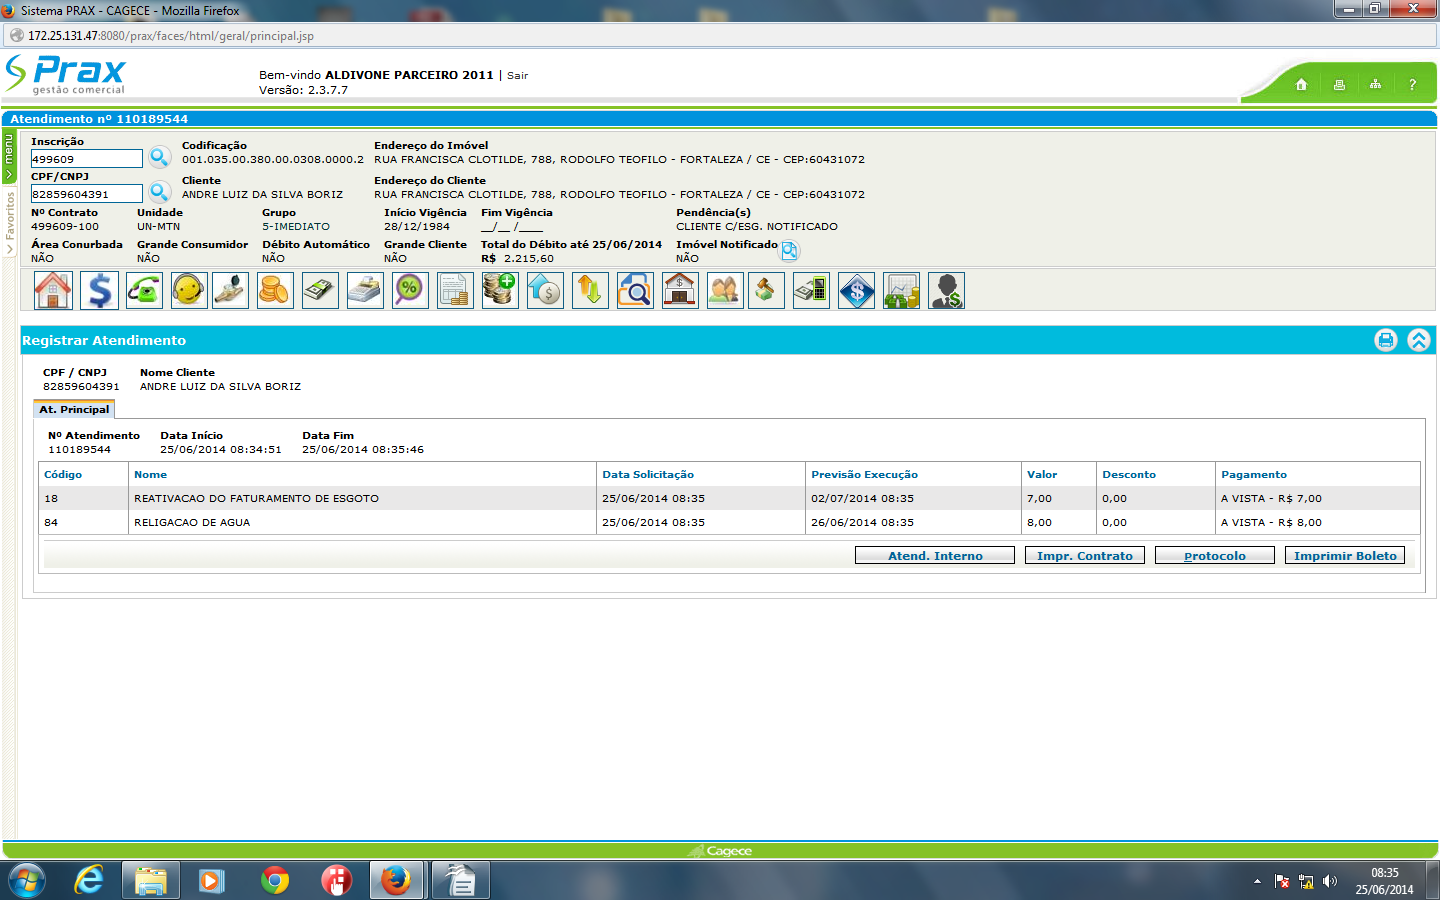 Sistema PRAX - CAGECE - Mozilla Firefox
172.25.131.47:8080/prax/faces/html/geral/principal.jsp
Prax
gestão comercial
Bem-vindo ALDIVONE PARCEIRO 2011 | Sair
Versão: 2.3.7.7
?
Atendimento nº 110189544
menu
Favoritos
Inscrição Codificação Endereço do Imóvel
499609 001.035.00.380.00.0308.0000.2 RUA FRANCISCA CLOTILDE, 788, RODOLFO TEOFILO - FORTALEZA / CE - CEP:60431072
CPF/CNPJ Cliente Endereço do Cliente
82859604391 ANDRE LUIZ DA SILVA BORIZ RUA FRANCISCA CLOTILDE, 788, RODOLFO TEOFILO - FORTALEZA / CE - CEP:60431072
Nº Contrato Unidade Grupo Início Vigência Fim Vigência Pendência(s)
499609-100 UN-MTN 5-IMEDIATO 28/12/1984 __/__ /____ CLIENTE C/ESG. NOTIFICADO
Área Conurbada Grande Consumidor Débito Automático Grande Cliente Total do Débito até 25/06/2014 Imóvel Notificado
NÃO NÃO NÃO NÃO R$ 2.215,60 NÃO
Registrar Atendimento
CPF / CNPJ Nome Cliente
82859604391 ANDRE LUIZ DA SILVA BORIZ
At. Principal
Nº Atendimento Data Início Data Fim
110189544 25/06/2014 08:34:51 25/06/2014 08:35:46
Código Nome Data Solicitação Previsão Execução Valor Desconto Pagamento
18 REATIVACAO DO FATURAMENTO DE ESGOTO 25/06/2014 08:35 02/07/2014 08:35 7,00 0,00 A VISTA - R$ 7,00
84 RELIGACAO DE AGUA 25/06/2014 08:35 26/06/2014 08:35 8,00 0,00 A VISTA - R$ 8,00
Atend. Interno Impr. Contrato Protocolo Imprimir Boleto
Cagece
08:35
25/06/2014